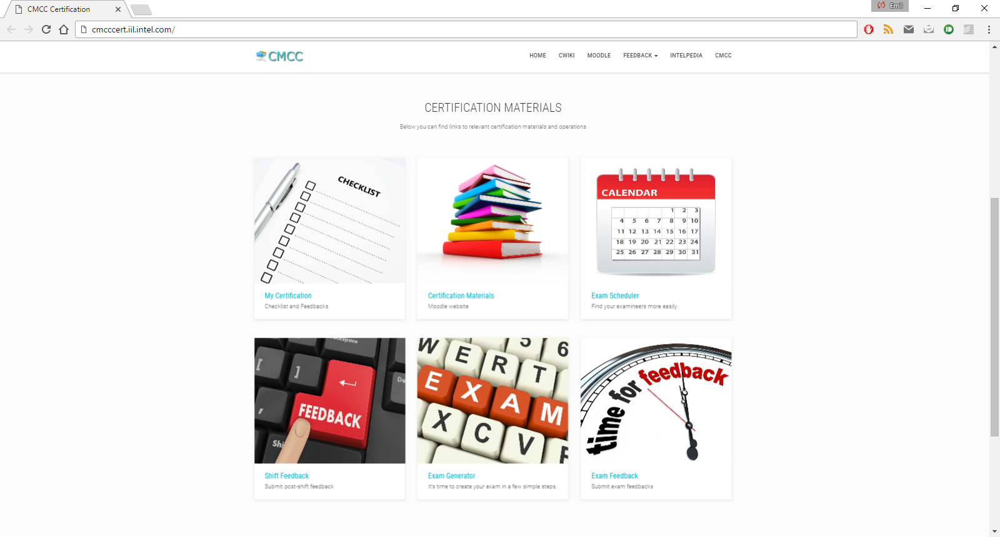 CMCC Certification
Emil
cmcccert.iil.intel.com/
CMCC
HOME CWIKI MOODLE FEEDBACK INTELPEDIA CMCC
CERTIFICATION MATERIALS
Below you can find links to relevant certification materials and operations
CHECKLIST
CALENDAR
1 2 3
4 5 6 7 8 9 10
11 12 13 14 15 16 17
18 19 20 21 22 23 24
25 26 27 28 29 30 31
My Certification
Checklist and Feedbacks
Certification Materials
Moodle website
Exam Scheduler
Find your examineers more easily
[ ]
,
FEEDBACK
5 6
W E R T
E X A M
X C V
time for feedback
Shift Feedback
Submit post-shift feedback
Exam Generator
It's time to create your exam in a few simple steps.
Exam Feedback
Submit exam feedbacks